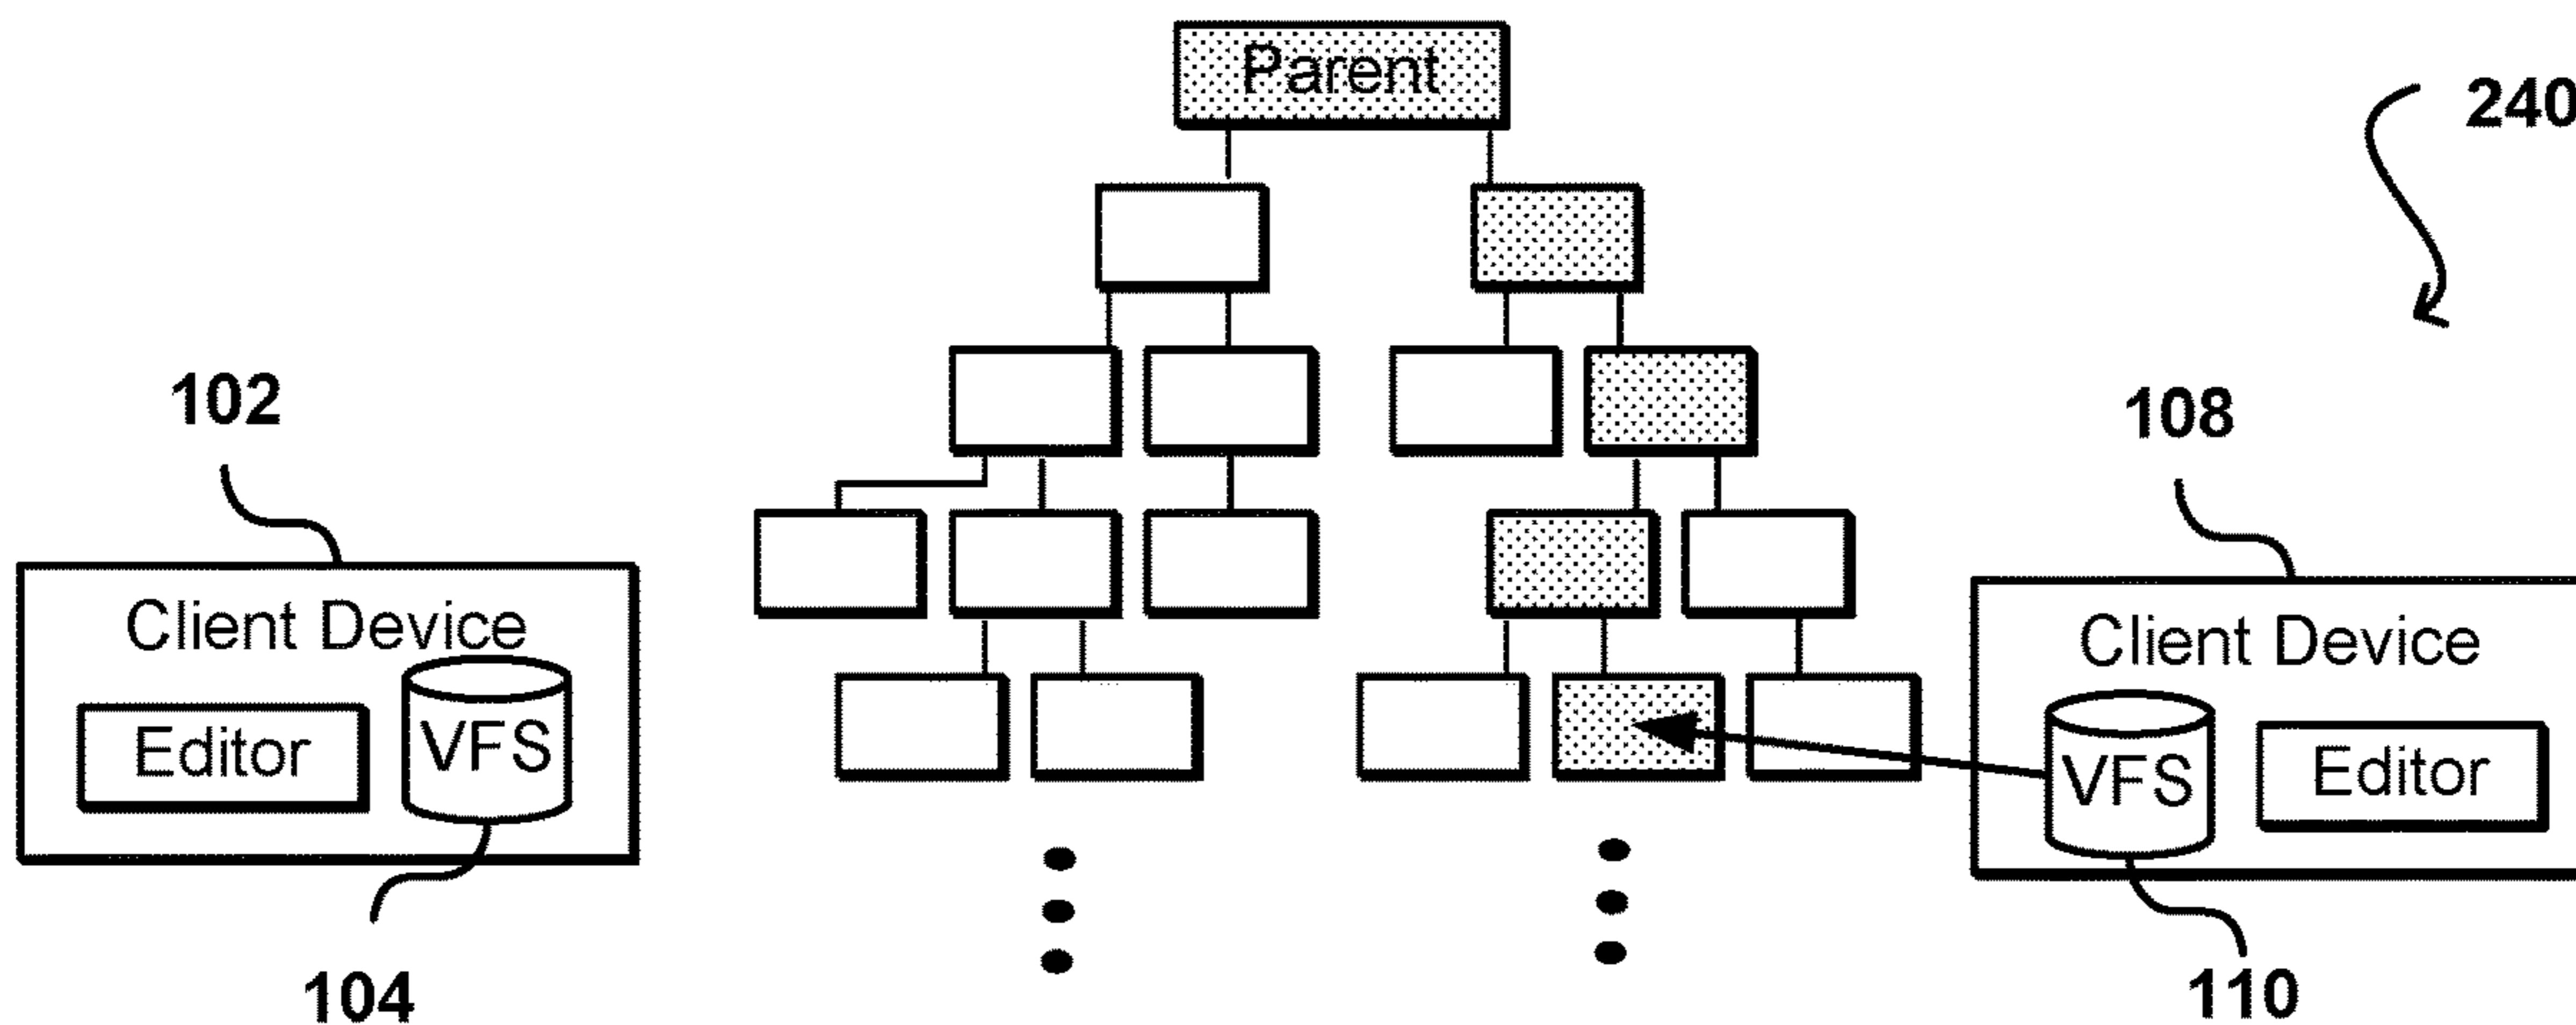 Parent
240
102
108
Client Device
Editor
VFS
104
Client Device
VFS
Editor
110